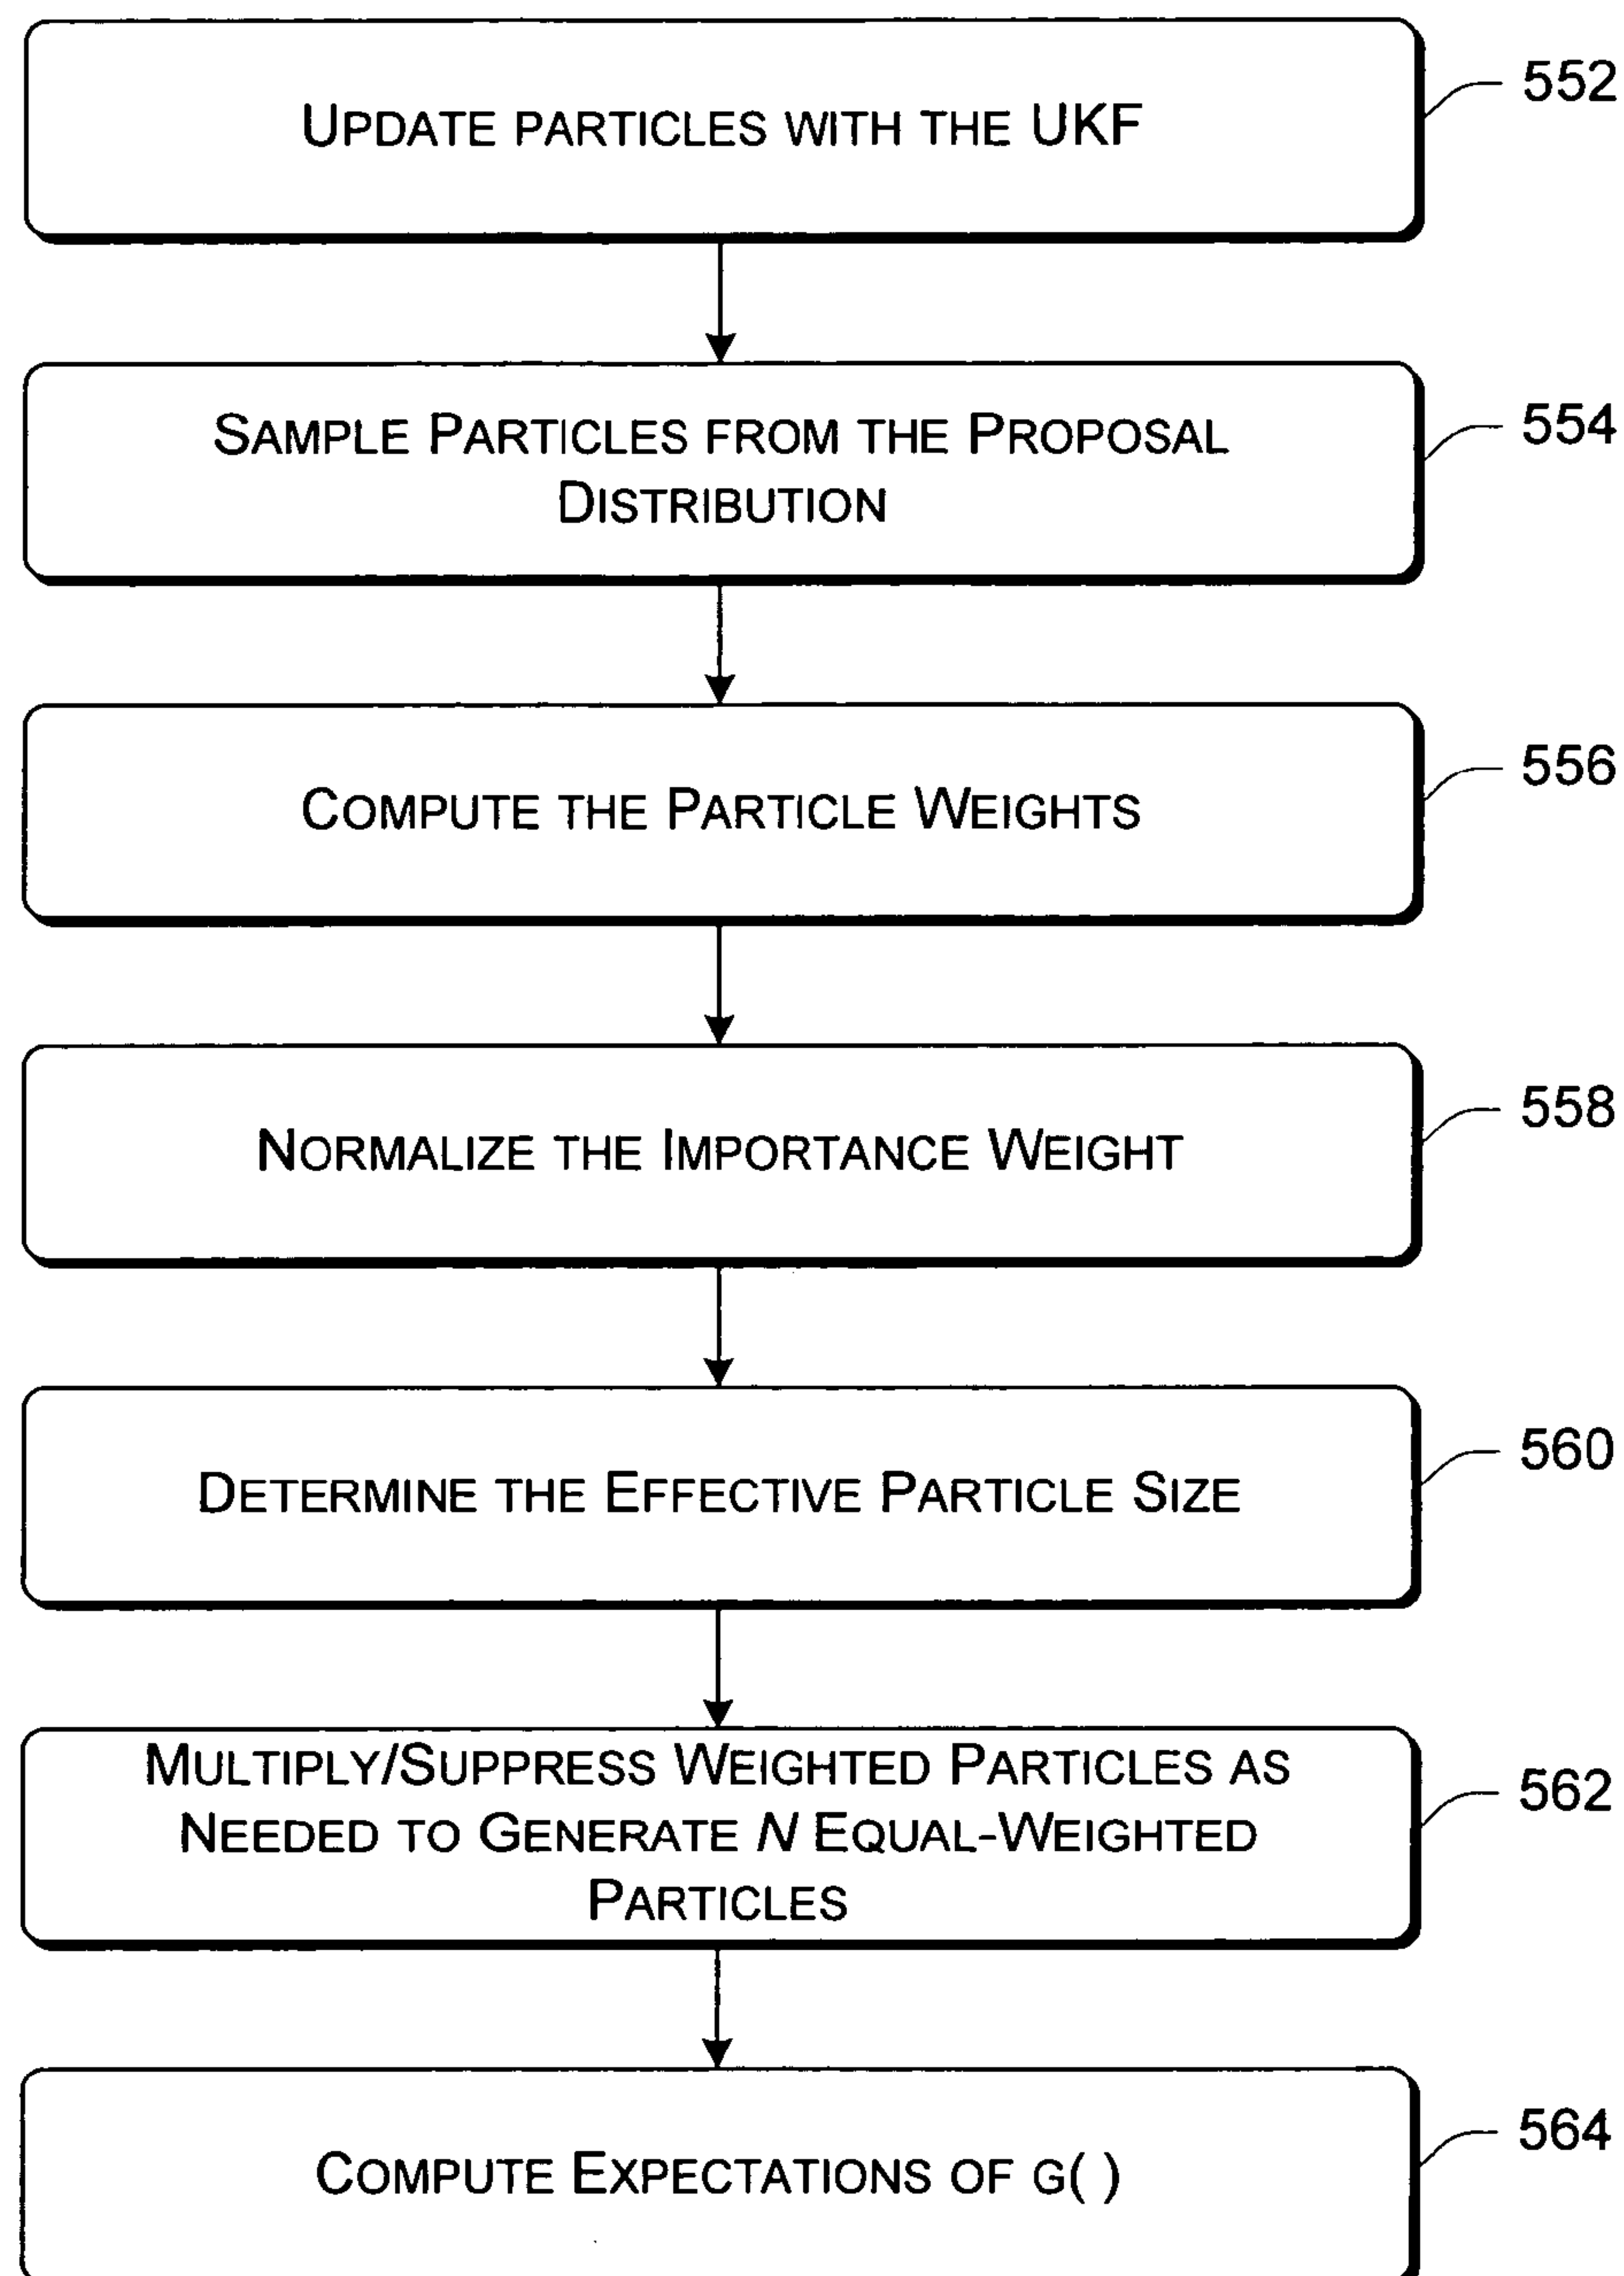 UPDATE PARTICLES WITH THE UKF
552
SAMPLE PARTICLES FROM THE PROPOSAL
DISTRIBUTION
554
COMPUTE THE PARTICLE WEIGHTS
556
NORMALIZE THE IMPORTANCE WEIGHT
558
DETERMINE THE EFFECTIVE PARTICLE SIZE
560
MULTIPLY/SUPPRESS WEIGHTED PARTICLES AS
NEEDED TO GENERATE N EQUAL-WEIGHTED
PARTICLES
562
COMPUTE EXPECTATIONS OF G( )
564